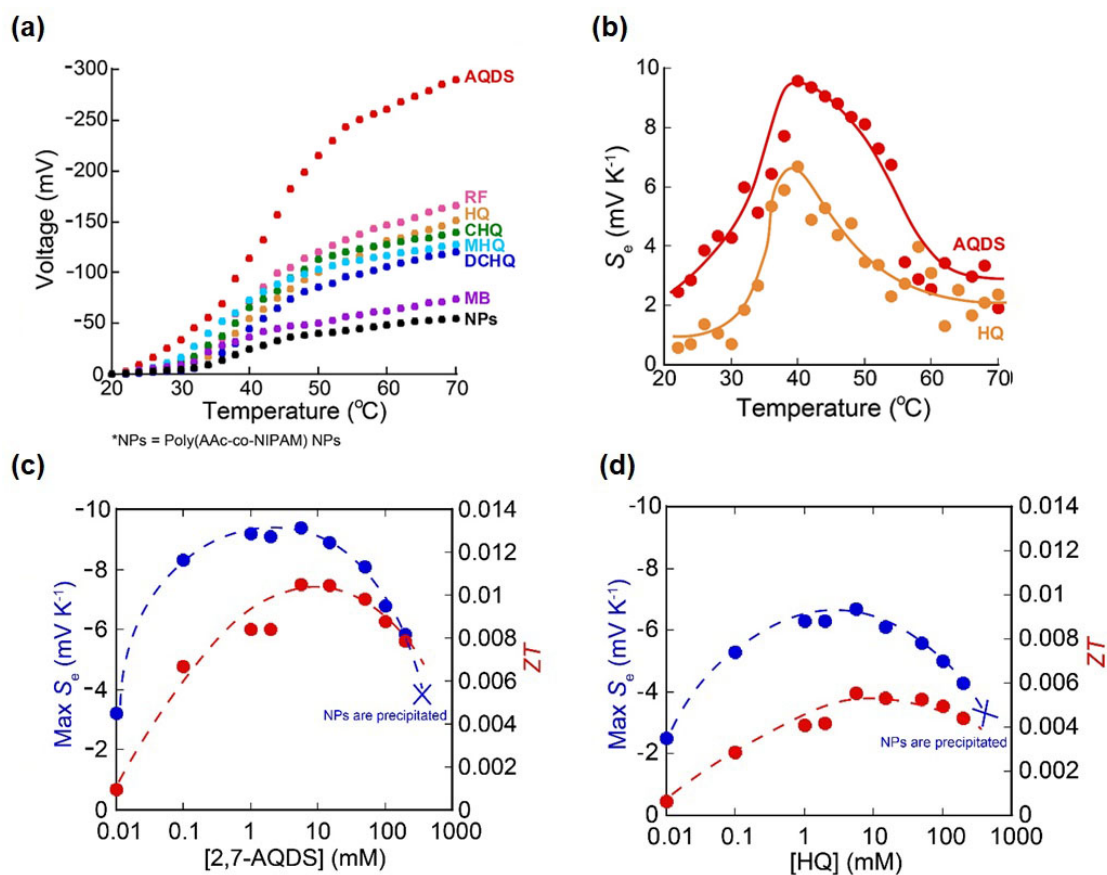 (a)
Voltage (mV)
-300
-250
-200
-150
-100
-50
0
AQDS
RF
HQ
CHQ
MHQ
DCHQ
MB
NPs
20 30 40 50 60 70
Temperature (°C)
*NPs = Poly(AAc-co-NIPAM) NPs
(b)
Se (mV K-1)
10
8
6
4
2
0
AQDS
HQ
20 30 40 50 60 70
Temperature (°C)
(c)
Max Se (mV K-1)
-10
-8
-6
-4
-2
0
0.014
0.012
0.01
0.008
0.006
0.004
0.002
0
ZT
NPs are precipitated
0.01 0.1 1 10 100 1000
[2,7-AQDS] (mM)
(d)
Max Se (mV K-1)
-10
-8
-6
-4
-2
0
0.014
0.012
0.01
0.008
0.006
0.004
0.002
0
ZT
NPs are precipitated
0.01 0.1 1 10 100 1000
[HQ] (mM)